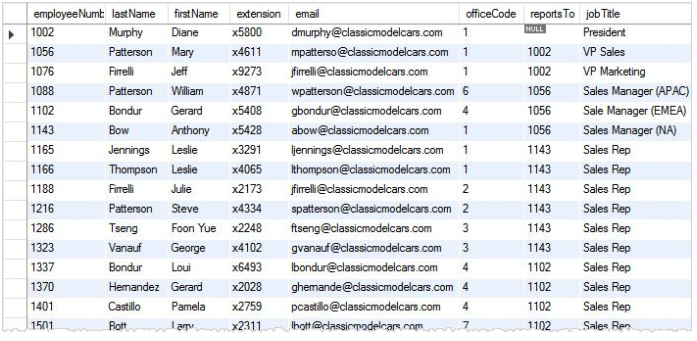 employeeNumb lastName firstName extension email officeCode reportsTo jobTitle
1002 Murphy Diane x5800 dmurphy@classicmodelcars.com 1 NULL President
1056 Patterson Mary x4611 mpatterso@classicmodelcars.com 1 1002 VP Sales
1076 Firrelli Jeff x9273 jfirrelli@classicmodelcars.com 1 1002 VP Marketing
1088 Patterson William x4871 wpatterson@classicmodelcars.com 6 1056 Sales Manager (APAC)
1102 Bondur Gerard x5408 gbondur@classicmodelcars.com 4 1056 Sale Manager (EMEA)
1143 Bow Anthony x5428 abow@classicmodelcars.com 1 1056 Sales Manager (NA)
1165 Jennings Leslie x3291 ljennings@classicmodelcars.com 1 1143 Sales Rep
1166 Thompson Leslie x4065 lthompson@classicmodelcars.com 1 1143 Sales Rep
1188 Firrelli Julie x2173 jfirrelli@classicmodelcars.com 2 1143 Sales Rep
1216 Patterson Steve x4334 spatterson@classicmodelcars.com 2 1143 Sales Rep
1286 Tseng Foon Yue x2248 ftseng@classicmodelcars.com 3 1143 Sales Rep
1323 Vanauf George x4102 gvanauf@classicmodelcars.com 3 1143 Sales Rep
1337 Bondur Loui x6493 lbondur@classicmodelcars.com 4 1102 Sales Rep
1370 Hernandez Gerard x2028 ghernande@classicmodelcars.com 4 1102 Sales Rep
1401 Castillo Pamela x2759 pcastillo@classicmodelcars.com 4 1102 Sales Rep
1501 Bott Larry x2311 lbott@classicmodelcars.com 7 1102 Sales Rep